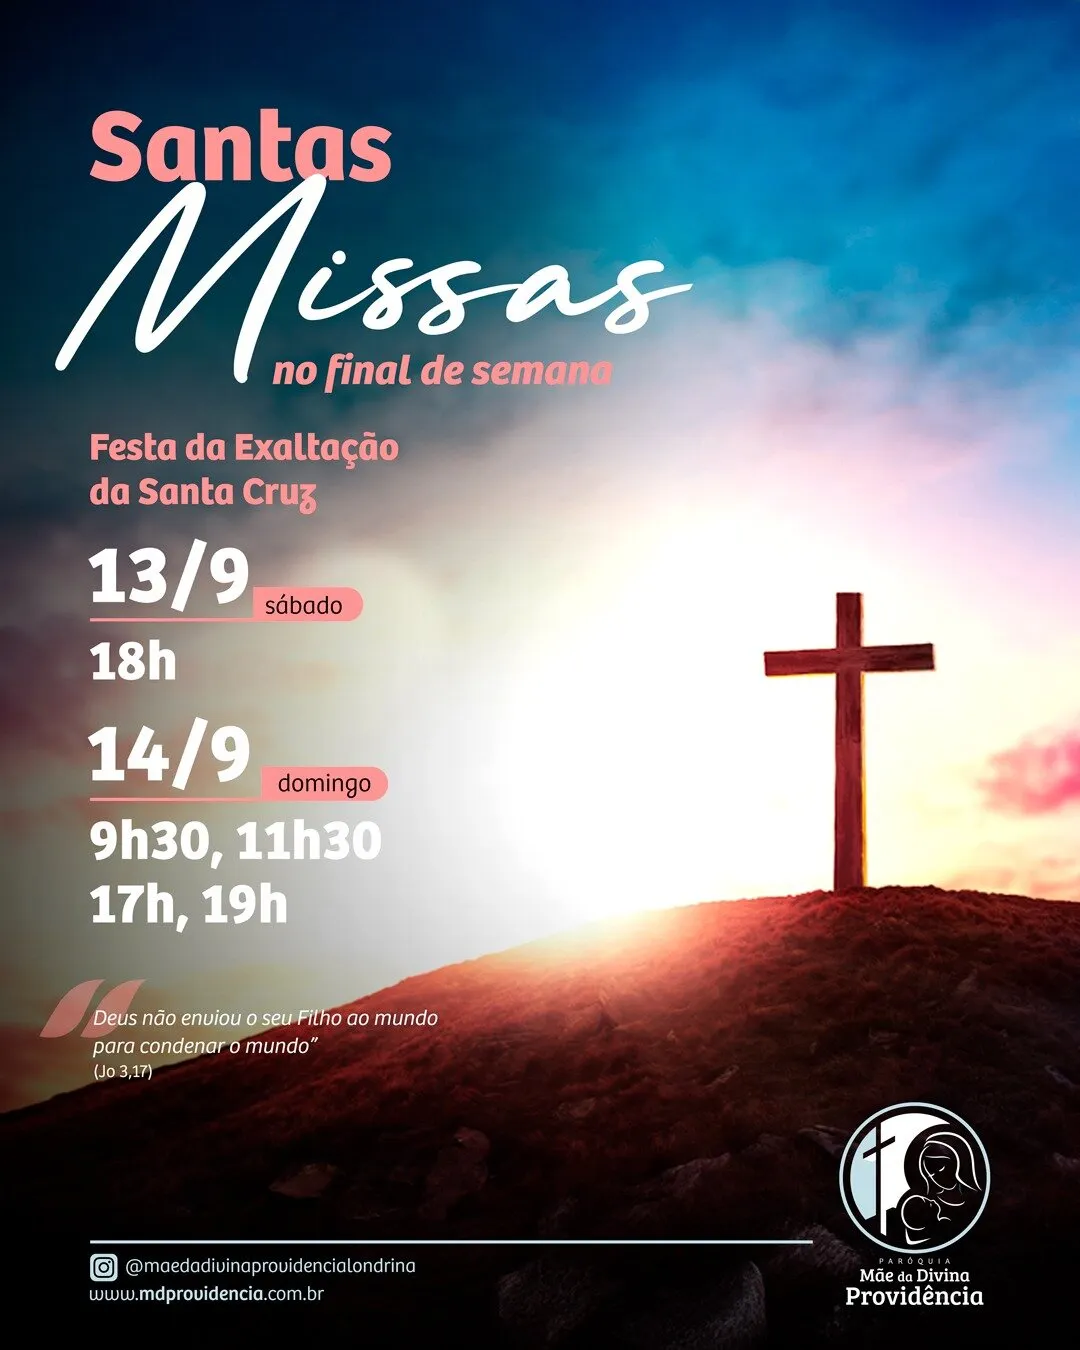 Santas
Missas
no final de semana
Festa da Exaltação
da Santa Cruz
13/9 sábado
18h
14/9 domingo
9h30, 11h30
17h, 19h
“Deus não enviou o seu Filho ao mundo
para condenar o mundo”
(Jo 3,17)
@maedadivinaprovidencialondrina
www.mdprovidencia.com.br
PARÓQUIA
Mãe da Divina
Providência